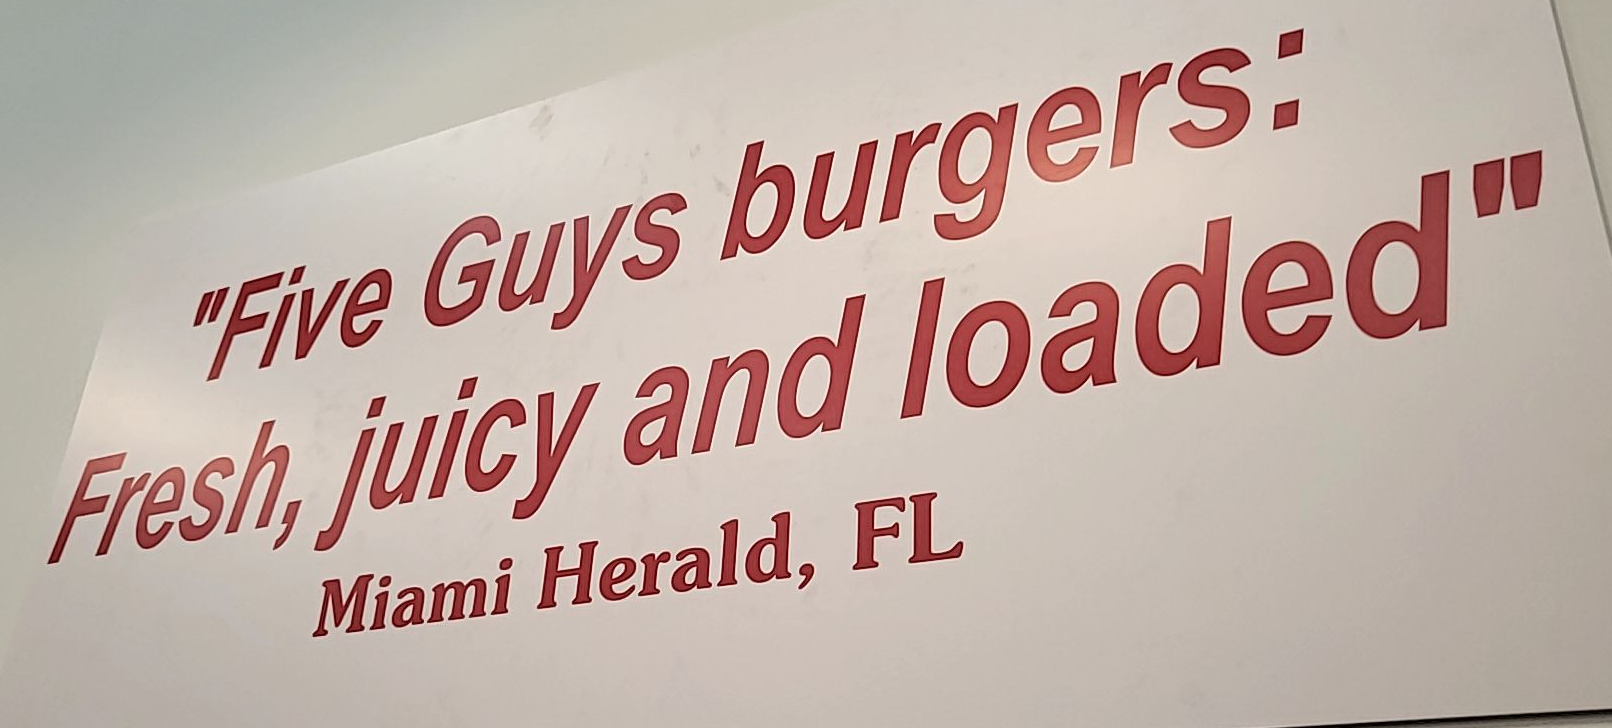 "Five Guys burgers:
Fresh, juicy and loaded"
Miami Herald, FL